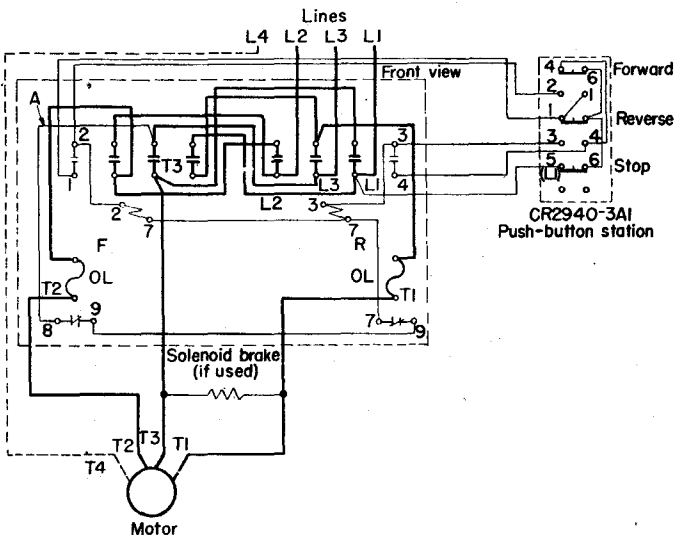 Lines
L4 L2 L3 L1
Front view
A
2
T3
3
1
L2
L3
L1
4
2
7
3
7
F
R
OL
OL
T2
T1
8
9
7
9
Solenoid brake
(if used)
T2
T3
T1
T4
Motor
4
6
Forward
2
1
1
Reverse
3
4
5
6
Stop
CR2940-3A1
Push-button station